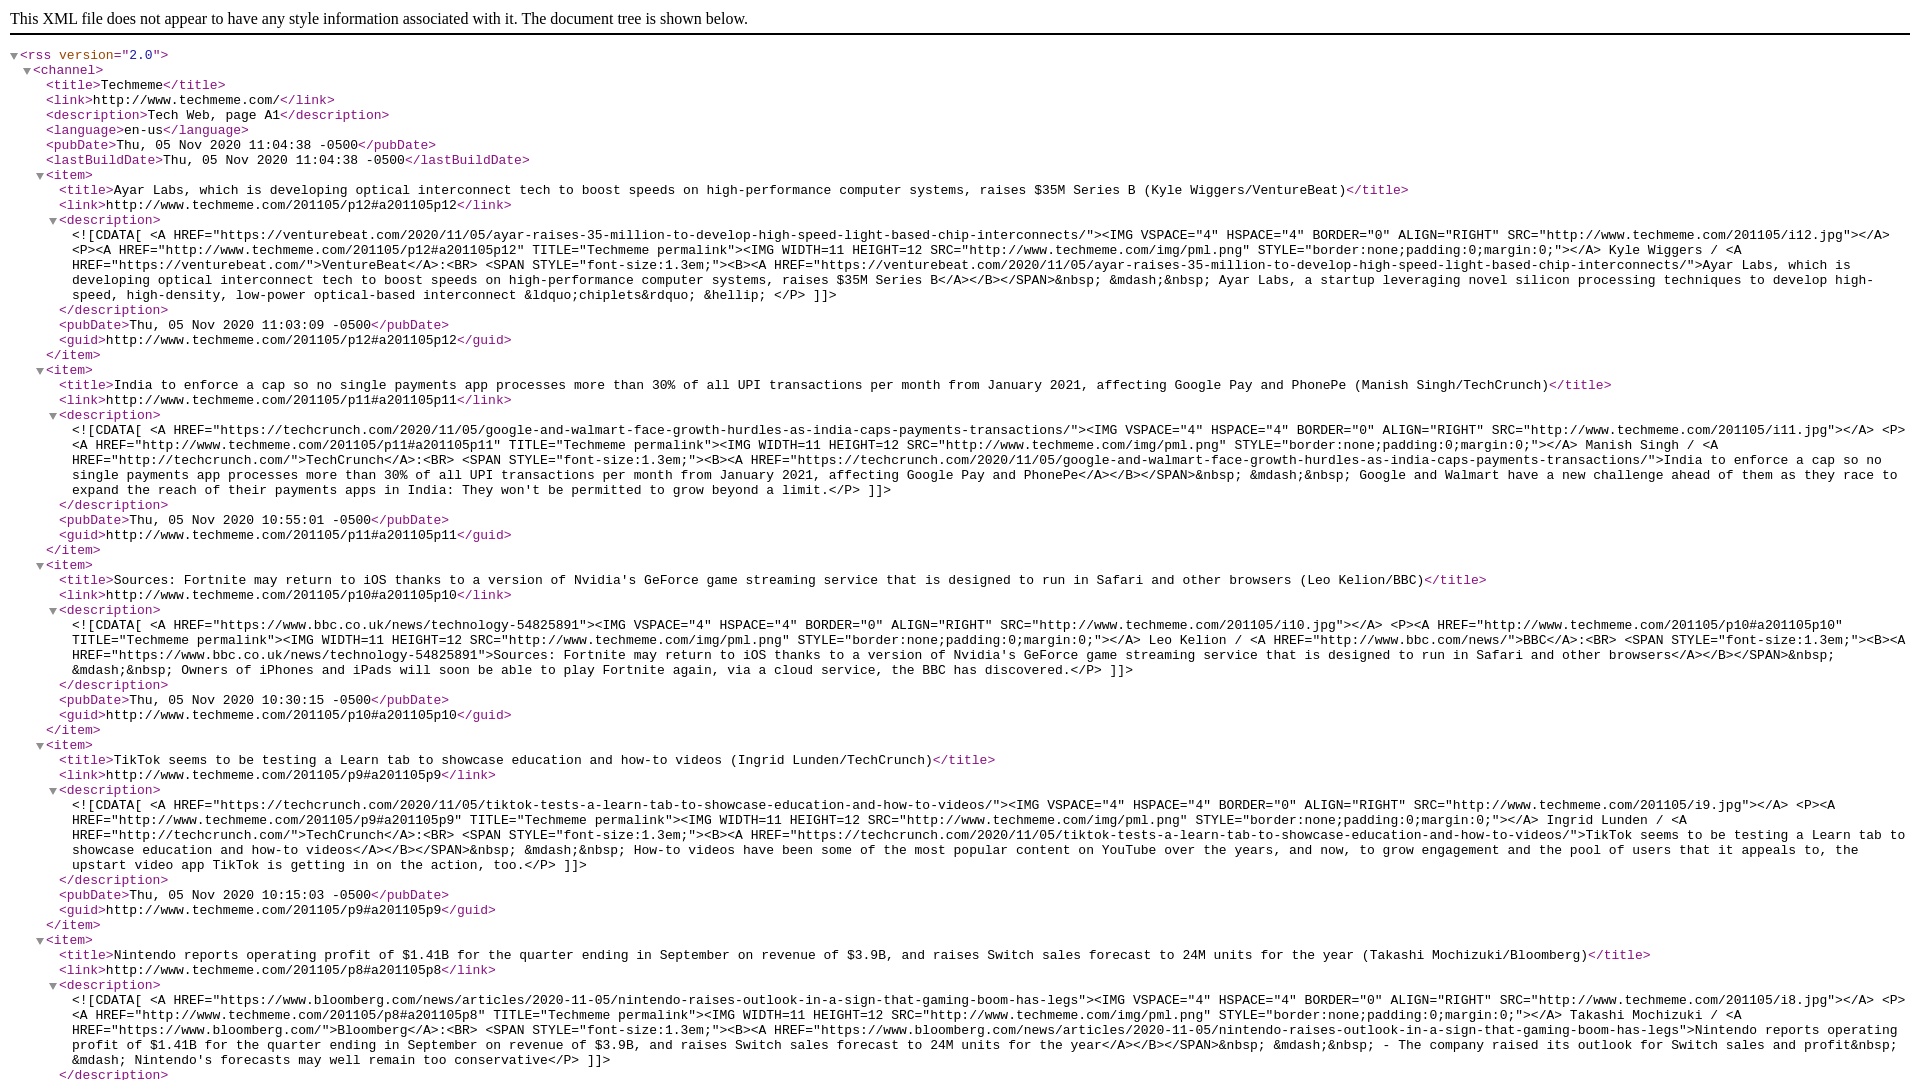 This XML file does not appear to have any style information associated with it. The document tree is shown below.
<rss version="2.0">
<channel>
<title>Techmeme</title>
<link>http://www.techmeme.com/</link>
<description>Tech Web, page A1</description>
<language>en-us</language>
<pubDate>Thu, 05 Nov 2020 11:04:38 -0500</pubDate>
<lastBuildDate>Thu, 05 Nov 2020 11:04:38 -0500</lastBuildDate>
<item>
<title>Ayar Labs, which is developing optical interconnect tech to boost speeds on high-performance computer systems, raises $35M Series B (Kyle Wiggers/VentureBeat)</title>
<link>http://www.techmeme.com/201105/p12#a201105p12</link>
<description>
<![CDATA[ <A HREF="https://venturebeat.com/2020/11/05/ayar-raises-35-million-to-develop-high-speed-light-based-chip-interconnects/"><IMG VSPACE="4" HSPACE="4" BORDER="0" ALIGN="RIGHT" SRC="http://www.techmeme.com/201105/i12.jpg"></A>
<P><A HREF="http://www.techmeme.com/201105/p12#a201105p12" TITLE="Techmeme permalink"><IMG WIDTH=11 HEIGHT=12 SRC="http://www.techmeme.com/img/pml.png" STYLE="border:none;padding:0;margin:0;"></A> Kyle Wiggers / <A
HREF="https://venturebeat.com/">VentureBeat</A>:<BR> <SPAN STYLE="font-size:1.3em;"><B><A HREF="https://venturebeat.com/2020/11/05/ayar-raises-35-million-to-develop-high-speed-light-based-chip-interconnects/">Ayar Labs, which is
developing optical interconnect tech to boost speeds on high-performance computer systems, raises $35M Series B</A></B></SPAN>&nbsp; &mdash;&nbsp; Ayar Labs, a startup leveraging novel silicon processing techniques to develop high-
speed, high-density, low-power optical-based interconnect &ldquo;chiplets&rdquo; &hellip; </P> ]]>
</description>
<pubDate>Thu, 05 Nov 2020 11:03:09 -0500</pubDate>
<guid>http://www.techmeme.com/201105/p12#a201105p12</guid>
</item>
<item>
<title>India to enforce a cap so no single payments app processes more than 30% of all UPI transactions per month from January 2021, affecting Google Pay and PhonePe (Manish Singh/TechCrunch)</title>
<link>http://www.techmeme.com/201105/p11#a201105p11</link>
<description>
<![CDATA[ <A HREF="https://techcrunch.com/2020/11/05/google-and-walmart-face-growth-hurdles-as-india-caps-payments-transactions/"><IMG VSPACE="4" HSPACE="4" BORDER="0" ALIGN="RIGHT" SRC="http://www.techmeme.com/201105/i11.jpg"></A> <P>
<A HREF="http://www.techmeme.com/201105/p11#a201105p11" TITLE="Techmeme permalink"><IMG WIDTH=11 HEIGHT=12 SRC="http://www.techmeme.com/img/pml.png" STYLE="border:none;padding:0;margin:0;"></A> Manish Singh / <A
HREF="http://techcrunch.com/">TechCrunch</A>:<BR> <SPAN STYLE="font-size:1.3em;"><B><A HREF="https://techcrunch.com/2020/11/05/google-and-walmart-face-growth-hurdles-as-india-caps-payments-transactions/">India to enforce a cap so no
single payments app processes more than 30% of all UPI transactions per month from January 2021, affecting Google Pay and PhonePe</A></B></SPAN>&nbsp; &mdash;&nbsp; Google and Walmart have a new challenge ahead of them as they race to
expand the reach of their payments apps in India: They won't be permitted to grow beyond a limit.</P> ]]>
</description>
<pubDate>Thu, 05 Nov 2020 10:55:01 -0500</pubDate>
<guid>http://www.techmeme.com/201105/p11#a201105p11</guid>
</item>
<item>
<title>Sources: Fortnite may return to iOS thanks to a version of Nvidia's GeForce game streaming service that is designed to run in Safari and other browsers (Leo Kelion/BBC)</title>
<link>http://www.techmeme.com/201105/p10#a201105p10</link>
<description>
<![CDATA[ <A HREF="https://www.bbc.co.uk/news/technology-54825891"><IMG VSPACE="4" HSPACE="4" BORDER="0" ALIGN="RIGHT" SRC="http://www.techmeme.com/201105/i10.jpg"></A> <P><A HREF="http://www.techmeme.com/201105/p10#a201105p10"
TITLE="Techmeme permalink"><IMG WIDTH=11 HEIGHT=12 SRC="http://www.techmeme.com/img/pml.png" STYLE="border:none;padding:0;margin:0;"></A> Leo Kelion / <A HREF="http://www.bbc.com/news/">BBC</A>:<BR> <SPAN STYLE="font-size:1.3em;"><B><A
HREF="https://www.bbc.co.uk/news/technology-54825891">Sources: Fortnite may return to iOS thanks to a version of Nvidia's GeForce game streaming service that is designed to run in Safari and other browsers</A></B></SPAN>&nbsp;
&mdash;&nbsp; Owners of iPhones and iPads will soon be able to play Fortnite again, via a cloud service, the BBC has discovered.</P> ]]>
</description>
<pubDate>Thu, 05 Nov 2020 10:30:15 -0500</pubDate>
<guid>http://www.techmeme.com/201105/p10#a201105p10</guid>
</item>
<item>
<title>TikTok seems to be testing a Learn tab to showcase education and how-to videos (Ingrid Lunden/TechCrunch)</title>
<link>http://www.techmeme.com/201105/p9#a201105p9</link>
<description>
<![CDATA[ <A HREF="https://techcrunch.com/2020/11/05/tiktok-tests-a-learn-tab-to-showcase-education-and-how-to-videos/"><IMG VSPACE="4" HSPACE="4" BORDER="0" ALIGN="RIGHT" SRC="http://www.techmeme.com/201105/i9.jpg"></A> <P><A
HREF="http://www.techmeme.com/201105/p9#a201105p9" TITLE="Techmeme permalink"><IMG WIDTH=11 HEIGHT=12 SRC="http://www.techmeme.com/img/pml.png" STYLE="border:none;padding:0;margin:0;"></A> Ingrid Lunden / <A
HREF="http://techcrunch.com/">TechCrunch</A>:<BR> <SPAN STYLE="font-size:1.3em;"><B><A HREF="https://techcrunch.com/2020/11/05/tiktok-tests-a-learn-tab-to-showcase-education-and-how-to-videos/">TikTok seems to be testing a Learn tab to
showcase education and how-to videos</A></B></SPAN>&nbsp; &mdash;&nbsp; How-to videos have been some of the most popular content on YouTube over the years, and now, to grow engagement and the pool of users that it appeals to, the
upstart video app TikTok is getting in on the action, too.</P> ]]>
</description>
<pubDate>Thu, 05 Nov 2020 10:15:03 -0500</pubDate>
<guid>http://www.techmeme.com/201105/p9#a201105p9</guid>
</item>
<item>
<title>Nintendo reports operating profit of $1.41B for the quarter ending in September on revenue of $3.9B, and raises Switch sales forecast to 24M units for the year (Takashi Mochizuki/Bloomberg)</title>
<link>http://www.techmeme.com/201105/p8#a201105p8</link>
<description>
<![CDATA[ <A HREF="https://www.bloomberg.com/news/articles/2020-11-05/nintendo-raises-outlook-in-a-sign-that-gaming-boom-has-legs"><IMG VSPACE="4" HSPACE="4" BORDER="0" ALIGN="RIGHT" SRC="http://www.techmeme.com/201105/i8.jpg"></A> <P>
<A HREF="http://www.techmeme.com/201105/p8#a201105p8" TITLE="Techmeme permalink"><IMG WIDTH=11 HEIGHT=12 SRC="http://www.techmeme.com/img/pml.png" STYLE="border:none;padding:0;margin:0;"></A> Takashi Mochizuki / <A
HREF="https://www.bloomberg.com/">Bloomberg</A>:<BR> <SPAN STYLE="font-size:1.3em;"><B><A HREF="https://www.bloomberg.com/news/articles/2020-11-05/nintendo-raises-outlook-in-a-sign-that-gaming-boom-has-legs">Nintendo reports operating
profit of $1.41B for the quarter ending in September on revenue of $3.9B, and raises Switch sales forecast to 24M units for the year</A></B></SPAN>&nbsp; &mdash;&nbsp; - The company raised its outlook for Switch sales and profit&nbsp;
&mdash; Nintendo's forecasts may well remain too conservative</P> ]]>
</description>